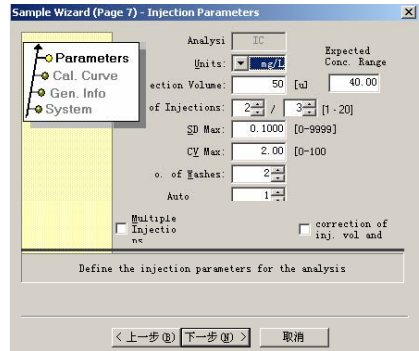 Sample Wizard (Page 7) - Injection Parameters
Parameters
Cal. Curve
Gen. Info
System
Analysi IC
Units: mg/L
Expected
Conc. Range
ection Volume: 50 [u] 40.00
of Injections: 2 / 3 [1 - 20]
SD Max: 0.1000 [0-9999]
CV Max: 2.00 [0-100
o. of Washes: 2
Auto 1
Multiple
Injectio
ns
correction of
inj. vol and
Define the injection parameters for the analysis
< 上一步(B) 下一步(N) > 取消